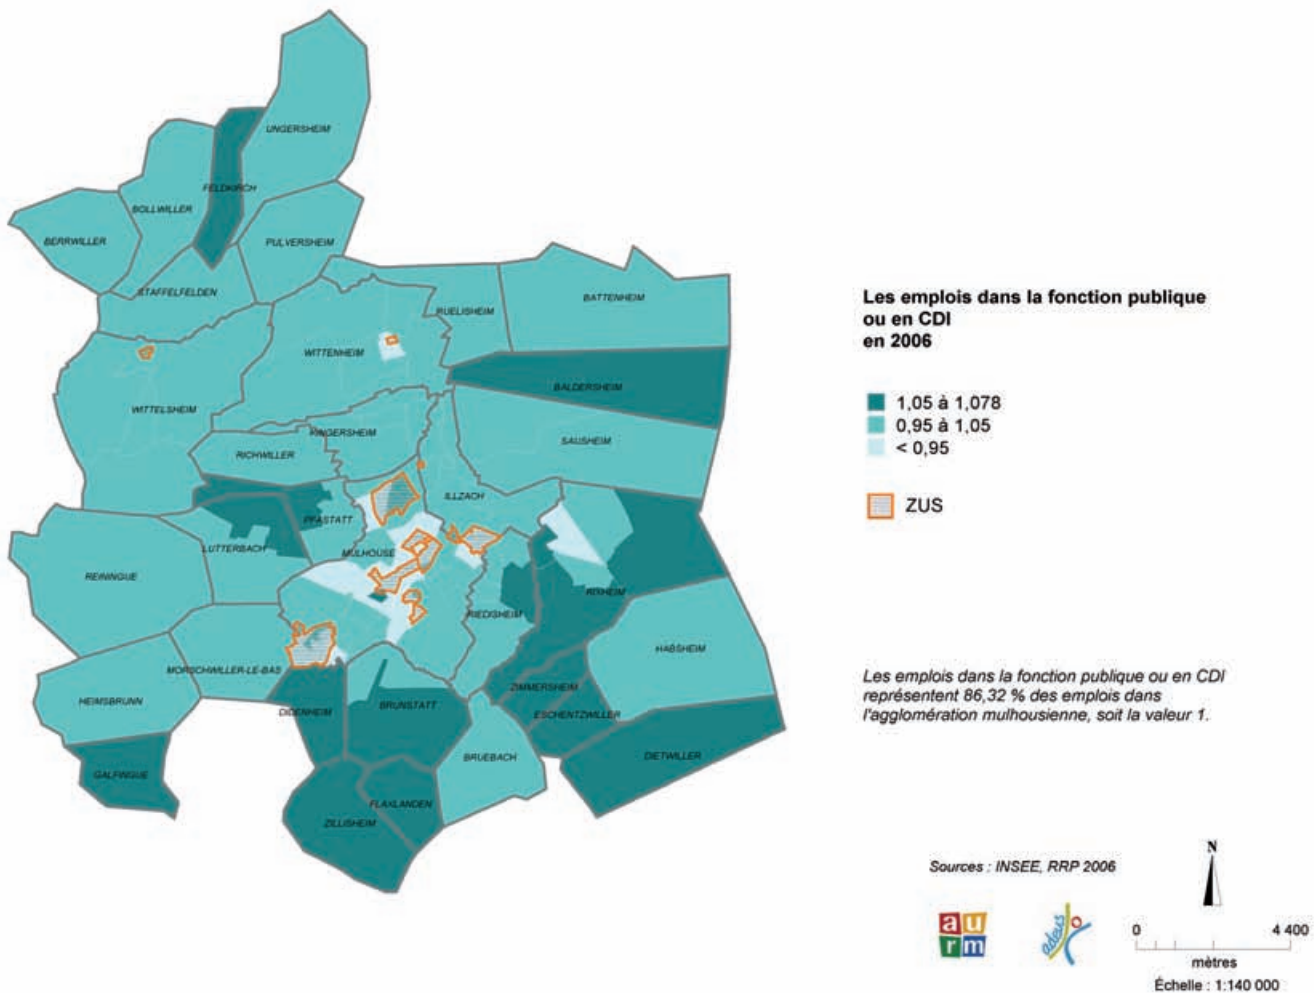 UNGERSHEIM
FELDKIRCH
BOLLWILLER
BERRWILLER
PULVERSHEIM
STAFFELFELDEN
RUELISHEIM
BATTENHEIM
WITTENHEIM
BALDERSHEIM
WITTELSHEIM
KINGERSHEIM
SAUSHEIM
RICHWILLER
ILLZACH
PFASTATT
LUTTERBACH
MULHOUSE
REININGUE
RIXHEIM
RIEDISHEIM
HABSHEIM
MORSCHWILLER-LE-BAS
ZIMMERSHEIM
HEIMSBRUNN
DIDENHEIM
BRUNSTATT
ESCHENTZWILLER
BRUEBACH
DIETWILLER
GALFINGUE
FLAXLANDEN
ZILLISHEIM
Les emplois dans la fonction publique
ou en CDI
en 2006
1,05 à 1,078
0,95 à 1,05
< 0,95
ZUS
Les emplois dans la fonction publique ou en CDI
représentent 86,32 % des emplois dans
l'agglomération mulhousienne, soit la valeur 1.
Sources : INSEE, RRP 2006
N
au
rm
adeus
0 4 400
mètres
Échelle : 1:140 000